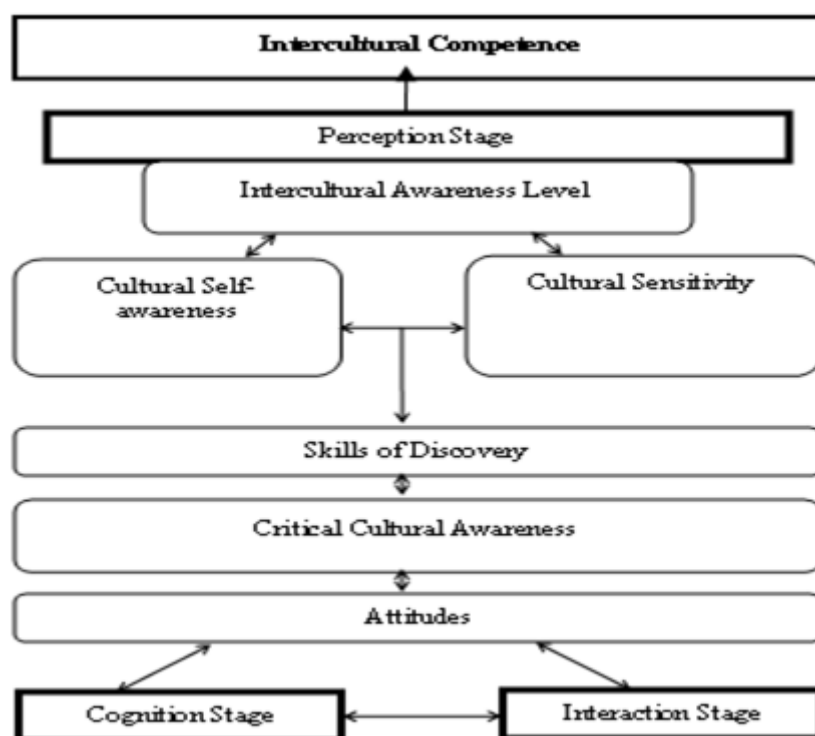 Intercultural Competence
Perception Stage
Intercultural Awareness Level
Cultural Self-
awareness
Cultural Sensitivity
Skills of Discovery
Critical Cultural Awareness
Attitudes
Cognition Stage
Interaction Stage